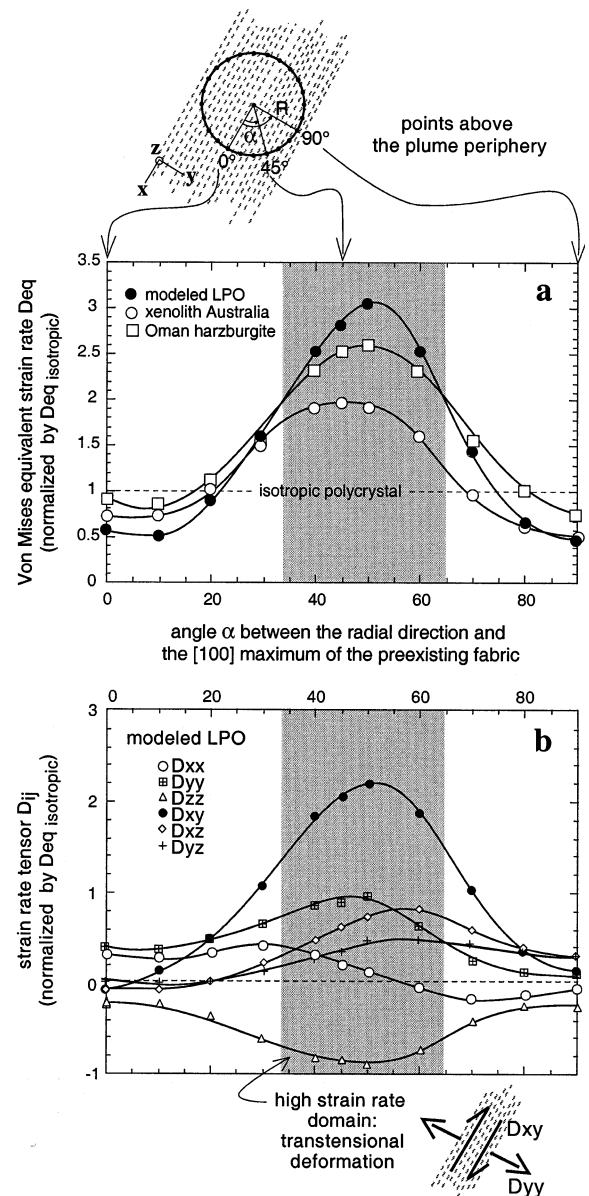 R
α
z
x
y
0°
45°
90°
points above
the plume periphery
Von Mises equivalent strain rate Deq
(normalized by Deq isotropic)
3.5
3
2.5
2
1.5
1
0.5
0
a
modeled LPO
xenolith Australia
Oman harzburgite
isotropic polycrystal
0 20 40 60 80
angle α between the radial direction and
the [100] maximum of the preexisting fabric
0 20 40 60 80
strain rate tensor Dij
(normalized by Deq isotropic)
3
2
1
0
-1
b
modeled LPO
Dxx
Dyy
Dzz
Dxy
Dxz
Dyz
high strain rate
domain:
transtensional
deformation
Dxy
Dyy